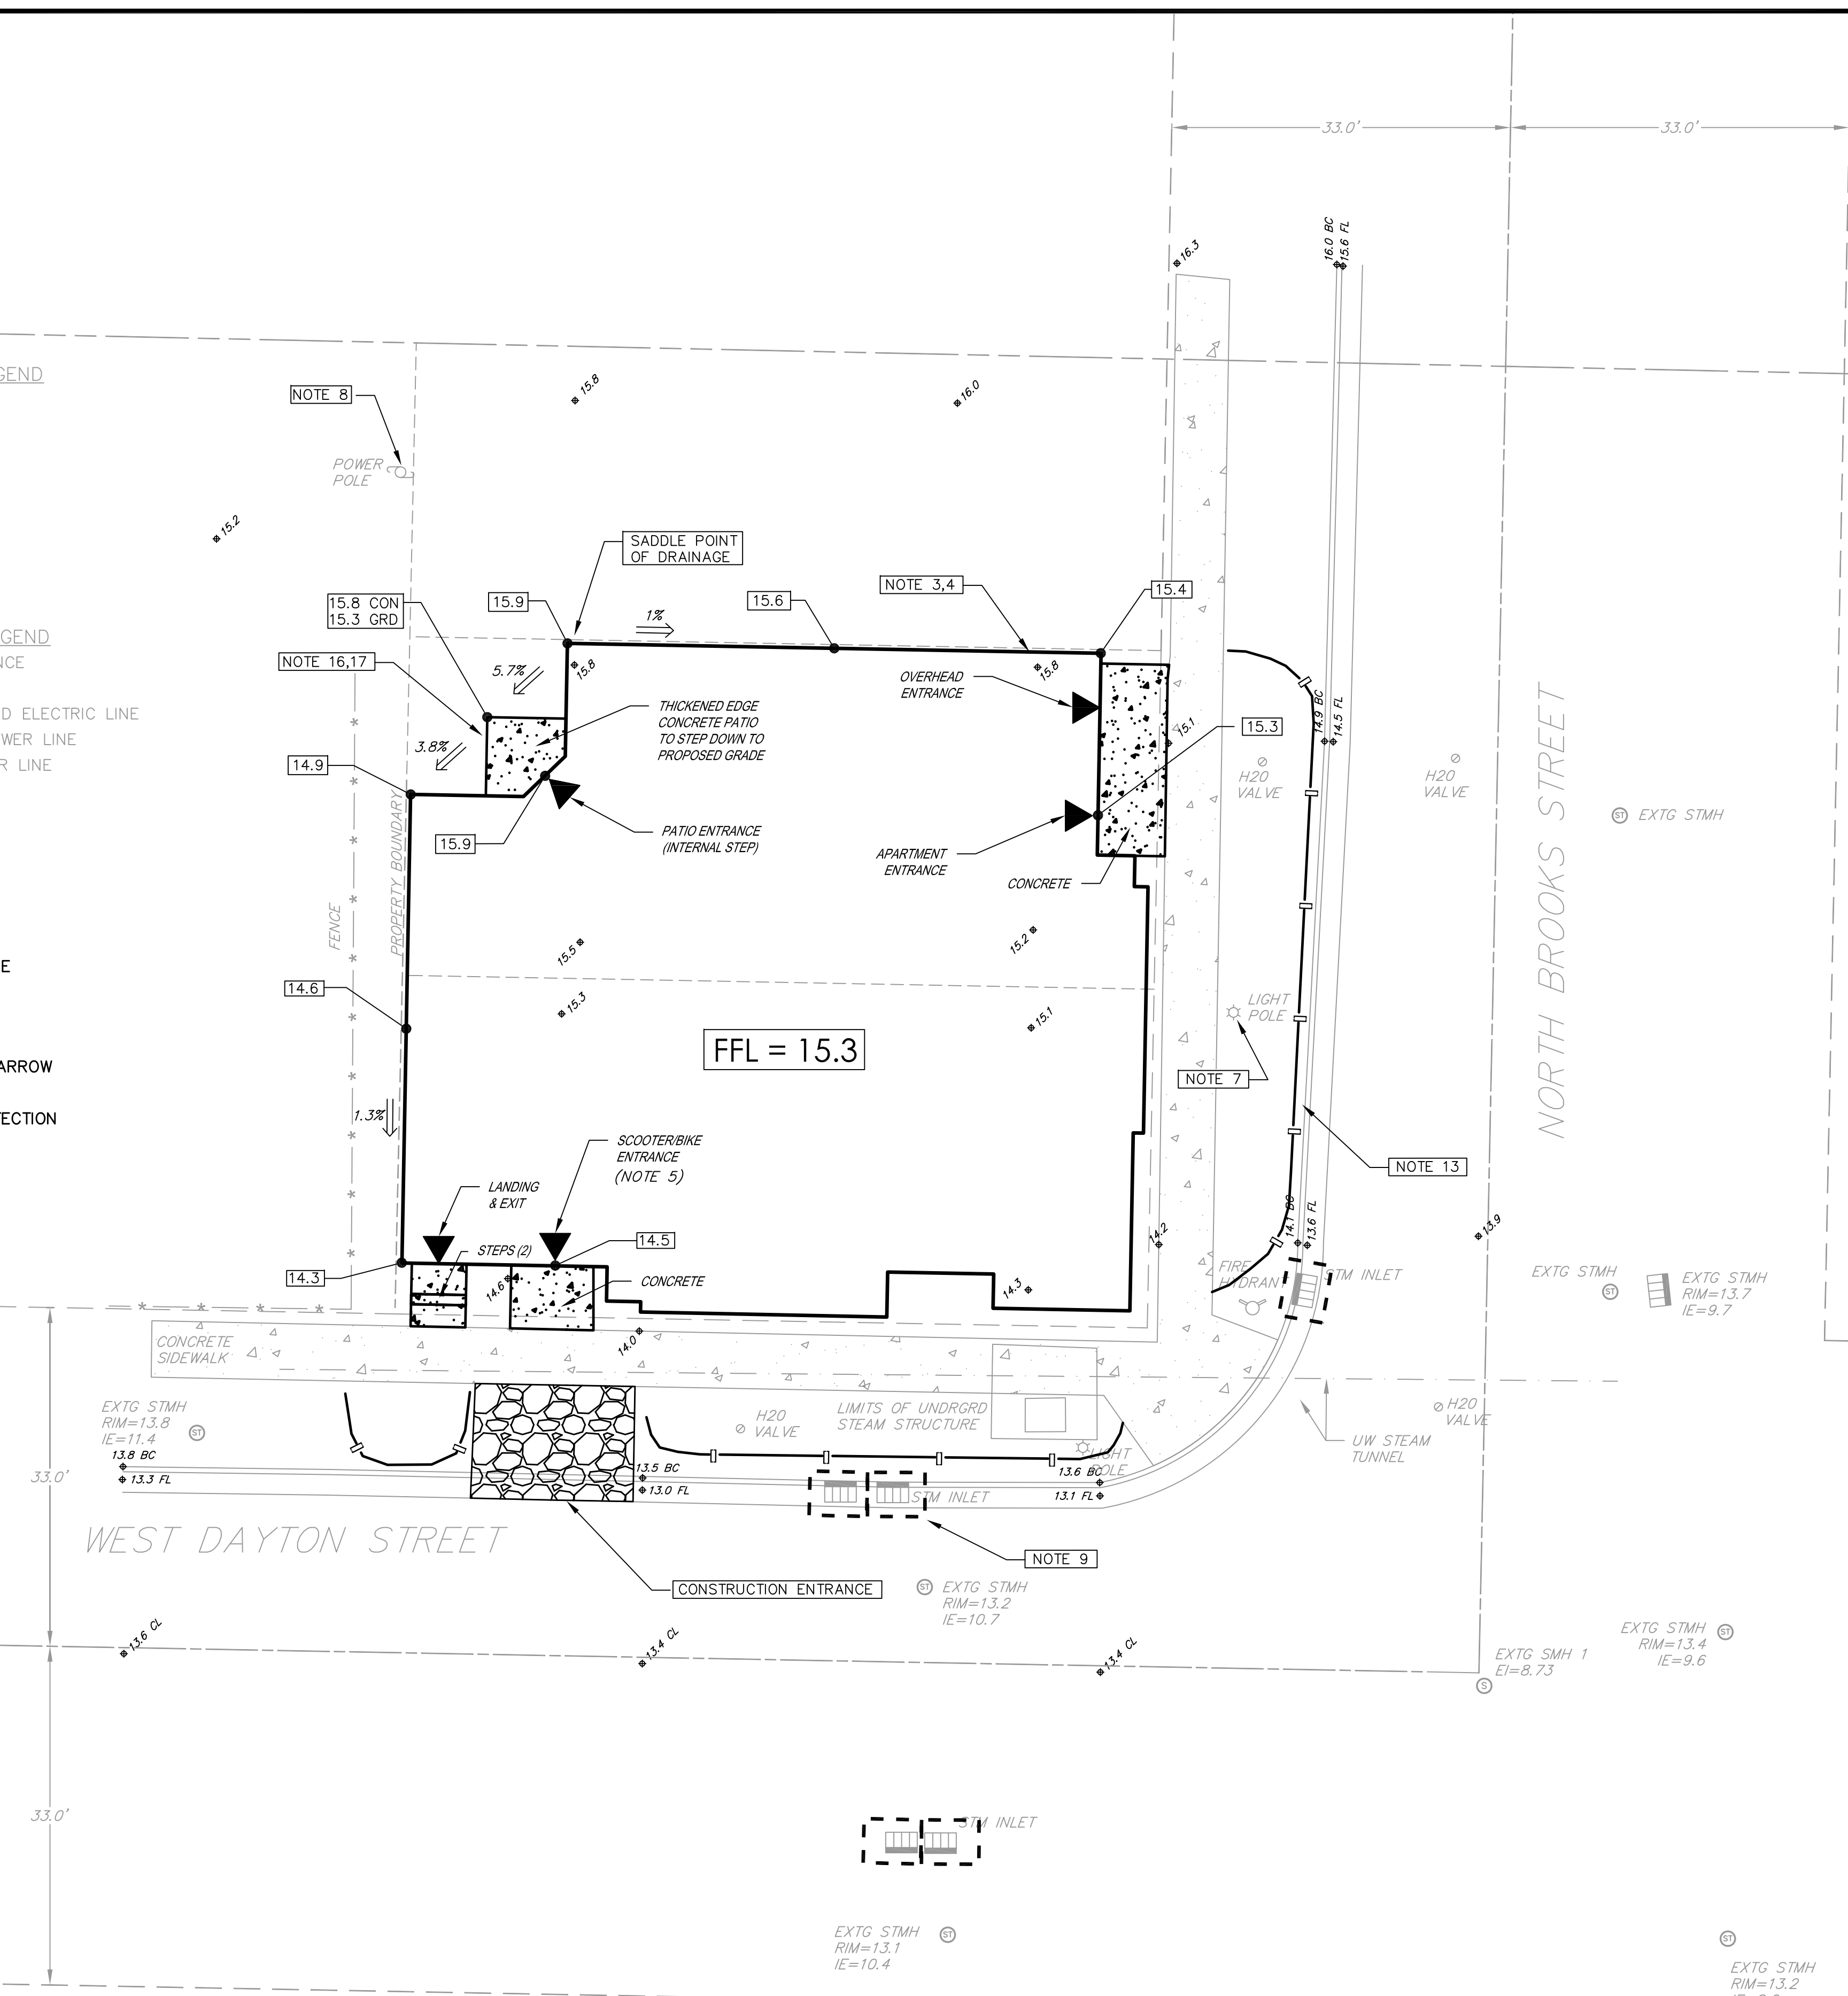 33.0'
33.0'
16.3
16.0 BC
15.6 FL
GEND
NOTE 8
15.8
16.0
POWER
POLE
15.2
SADDLE POINT
OF DRAINAGE
15.8 CON
15.3 GRD
15.9
15.6
NOTE 3,4
15.4
1%
GEND
NCE
NOTE 16,17
5.7%
15.8
15.8
OVERHEAD
ENTRANCE
D ELECTRIC LINE
WER LINE
R LINE
THICKENED EDGE
CONCRETE PATIO
TO STEP DOWN TO
PROPOSED GRADE
3.8%
14.9
15.1
15.3
14.9 BC
14.5 FL
H20
VALVE
H20
VALVE
EXTG STMH
NORTH BROOKS STREET
PROPERTY BOUNDARY
15.9
PATIO ENTRANCE
(INTERNAL STEP)
APARTMENT
ENTRANCE
CONCRETE
FENCE
15.5
15.2
E
14.6
15.3
15.1
LIGHT
POLE
FFL = 15.3
ARROW
NOTE 7
1.3%
TECTION
SCOOTER/BIKE
ENTRANCE
(NOTE 5)
NOTE 13
LANDING
& EXIT
14.1 BC
13.6 FL
14.2
13.9
STEPS (2)
14.5
14.3
14.6
CONCRETE
14.3
FIRE
HYDRANT
STM INLET
EXTG STMH
EXTG STMH
RIM=13.7
IE=9.7
CONCRETE
SIDEWALK
14.0
EXTG STMH
RIM=13.8
IE=11.4
13.8 BC
13.3 FL
H20
VALVE
LIMITS OF UNDRGRD
STEAM STRUCTURE
H20
VALVE
UW STEAM
TUNNEL
LIGHT
POLE
13.5 BC
13.0 FL
13.6 BC
13.1 FL
STM INLET
33.0'
WEST DAYTON STREET
NOTE 9
CONSTRUCTION ENTRANCE
EXTG STMH
RIM=13.2
IE=10.7
13.6 CL
13.4 CL
13.4 CL
EXTG STMH
RIM=13.4
IE=9.6
EXTG SMH 1
EI=8.73
33.0'
STM INLET
EXTG STMH
RIM=13.1
IE=10.4
EXTG STMH
RIM=13.2